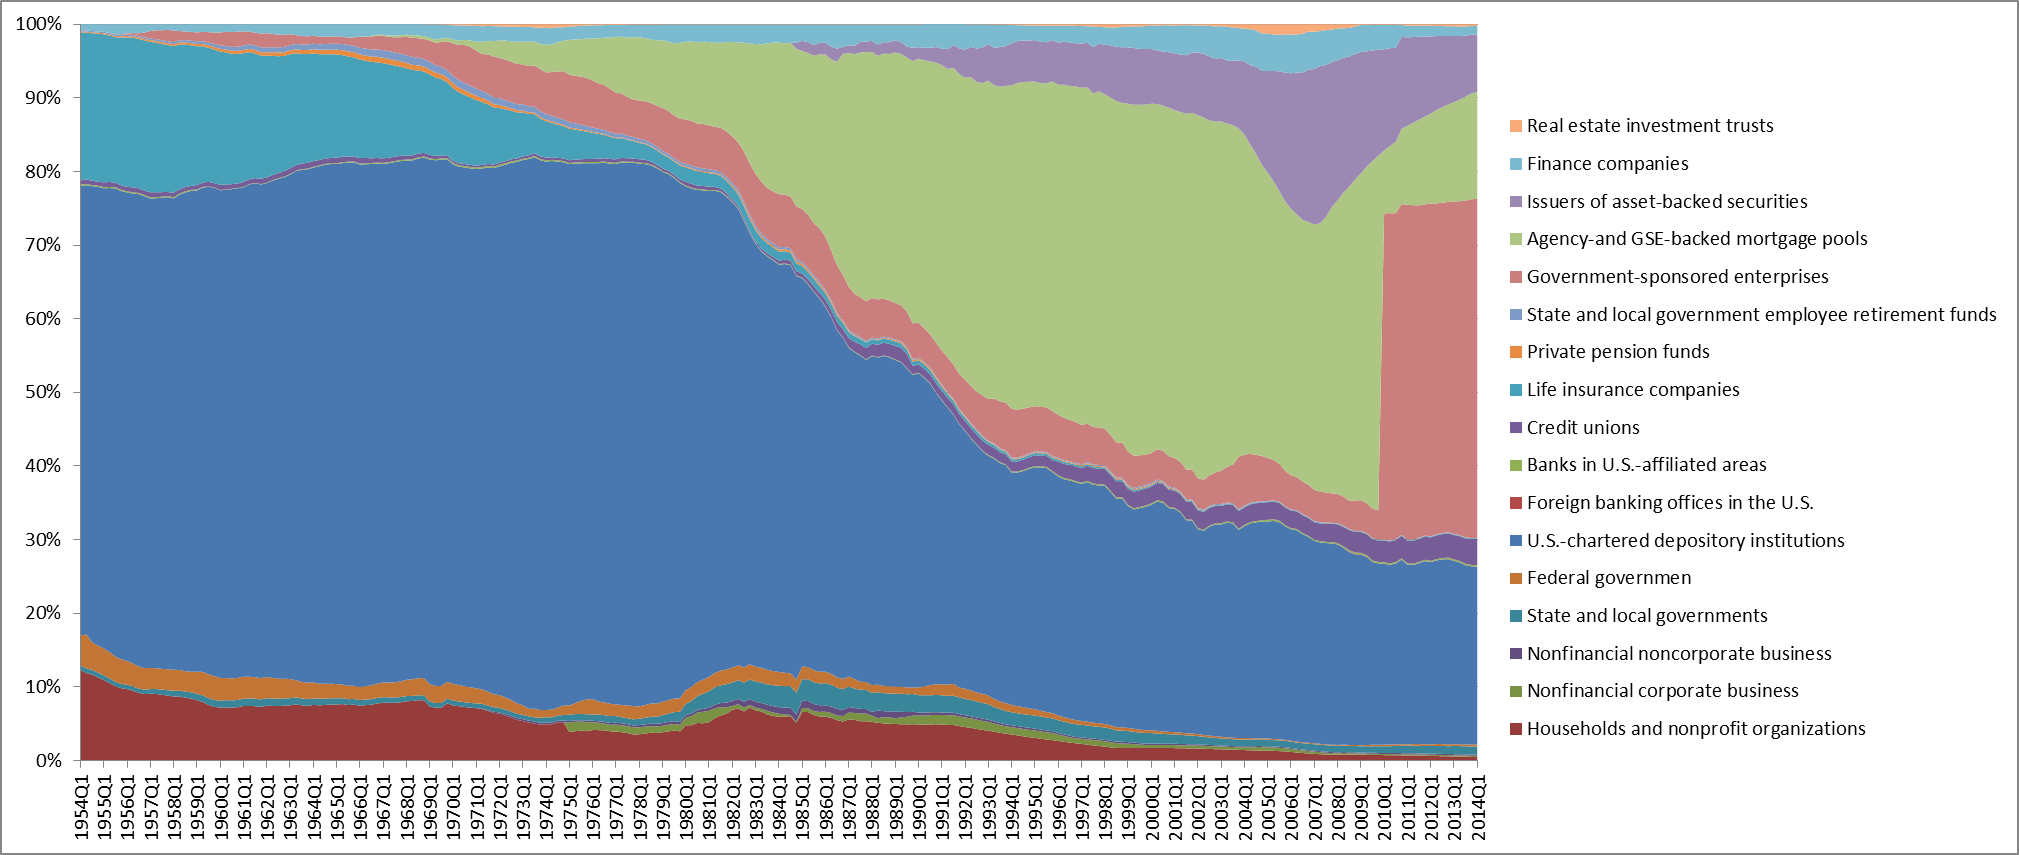 100%
90%
80%
70%
60%
50%
40%
30%
20%
10%
0%
1954Q1
1955Q1
1956Q1
1957Q1
1958Q1
1959Q1
1960Q1
1961Q1
1962Q1
1963Q1
1964Q1
1965Q1
1966Q1
1967Q1
1968Q1
1969Q1
1970Q1
1971Q1
1972Q1
1973Q1
1974Q1
1975Q1
1976Q1
1977Q1
1978Q1
1979Q1
1980Q1
1981Q1
1982Q1
1983Q1
1984Q1
1985Q1
1986Q1
1987Q1
1988Q1
1989Q1
1990Q1
1991Q1
1992Q1
1993Q1
1994Q1
1995Q1
1996Q1
1997Q1
1998Q1
1999Q1
2000Q1
2001Q1
2002Q1
2003Q1
2004Q1
2005Q1
2006Q1
2007Q1
2008Q1
2009Q1
2010Q1
2011Q1
2012Q1
2013Q1
2014Q1
Real estate investment trusts
Finance companies
Issuers of asset-backed securities
Agency-and GSE-backed mortgage pools
Government-sponsored enterprises
State and local government employee retirement funds
Private pension funds
Life insurance companies
Credit unions
Banks in U.S.-affiliated areas
Foreign banking offices in the U.S.
U.S.-chartered depository institutions
Federal governmen
State and local governments
Nonfinancial noncorporate business
Nonfinancial corporate business
Households and nonprofit organizations